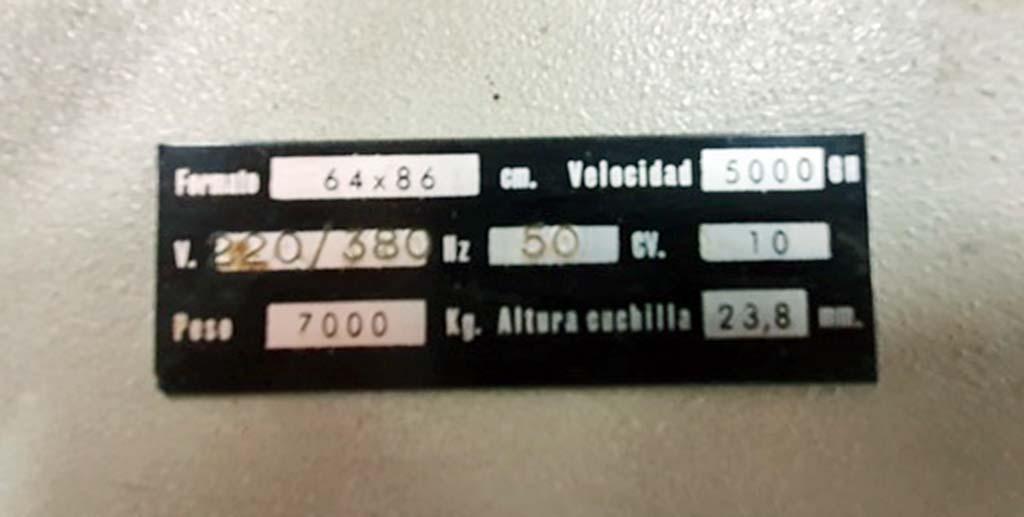 Formato 64x86 cm. Velocidad 5000
V. 220/380 Hz 50 CV. 10
Peso 7000 Kg. Altura cuchilla 23,8 mm.